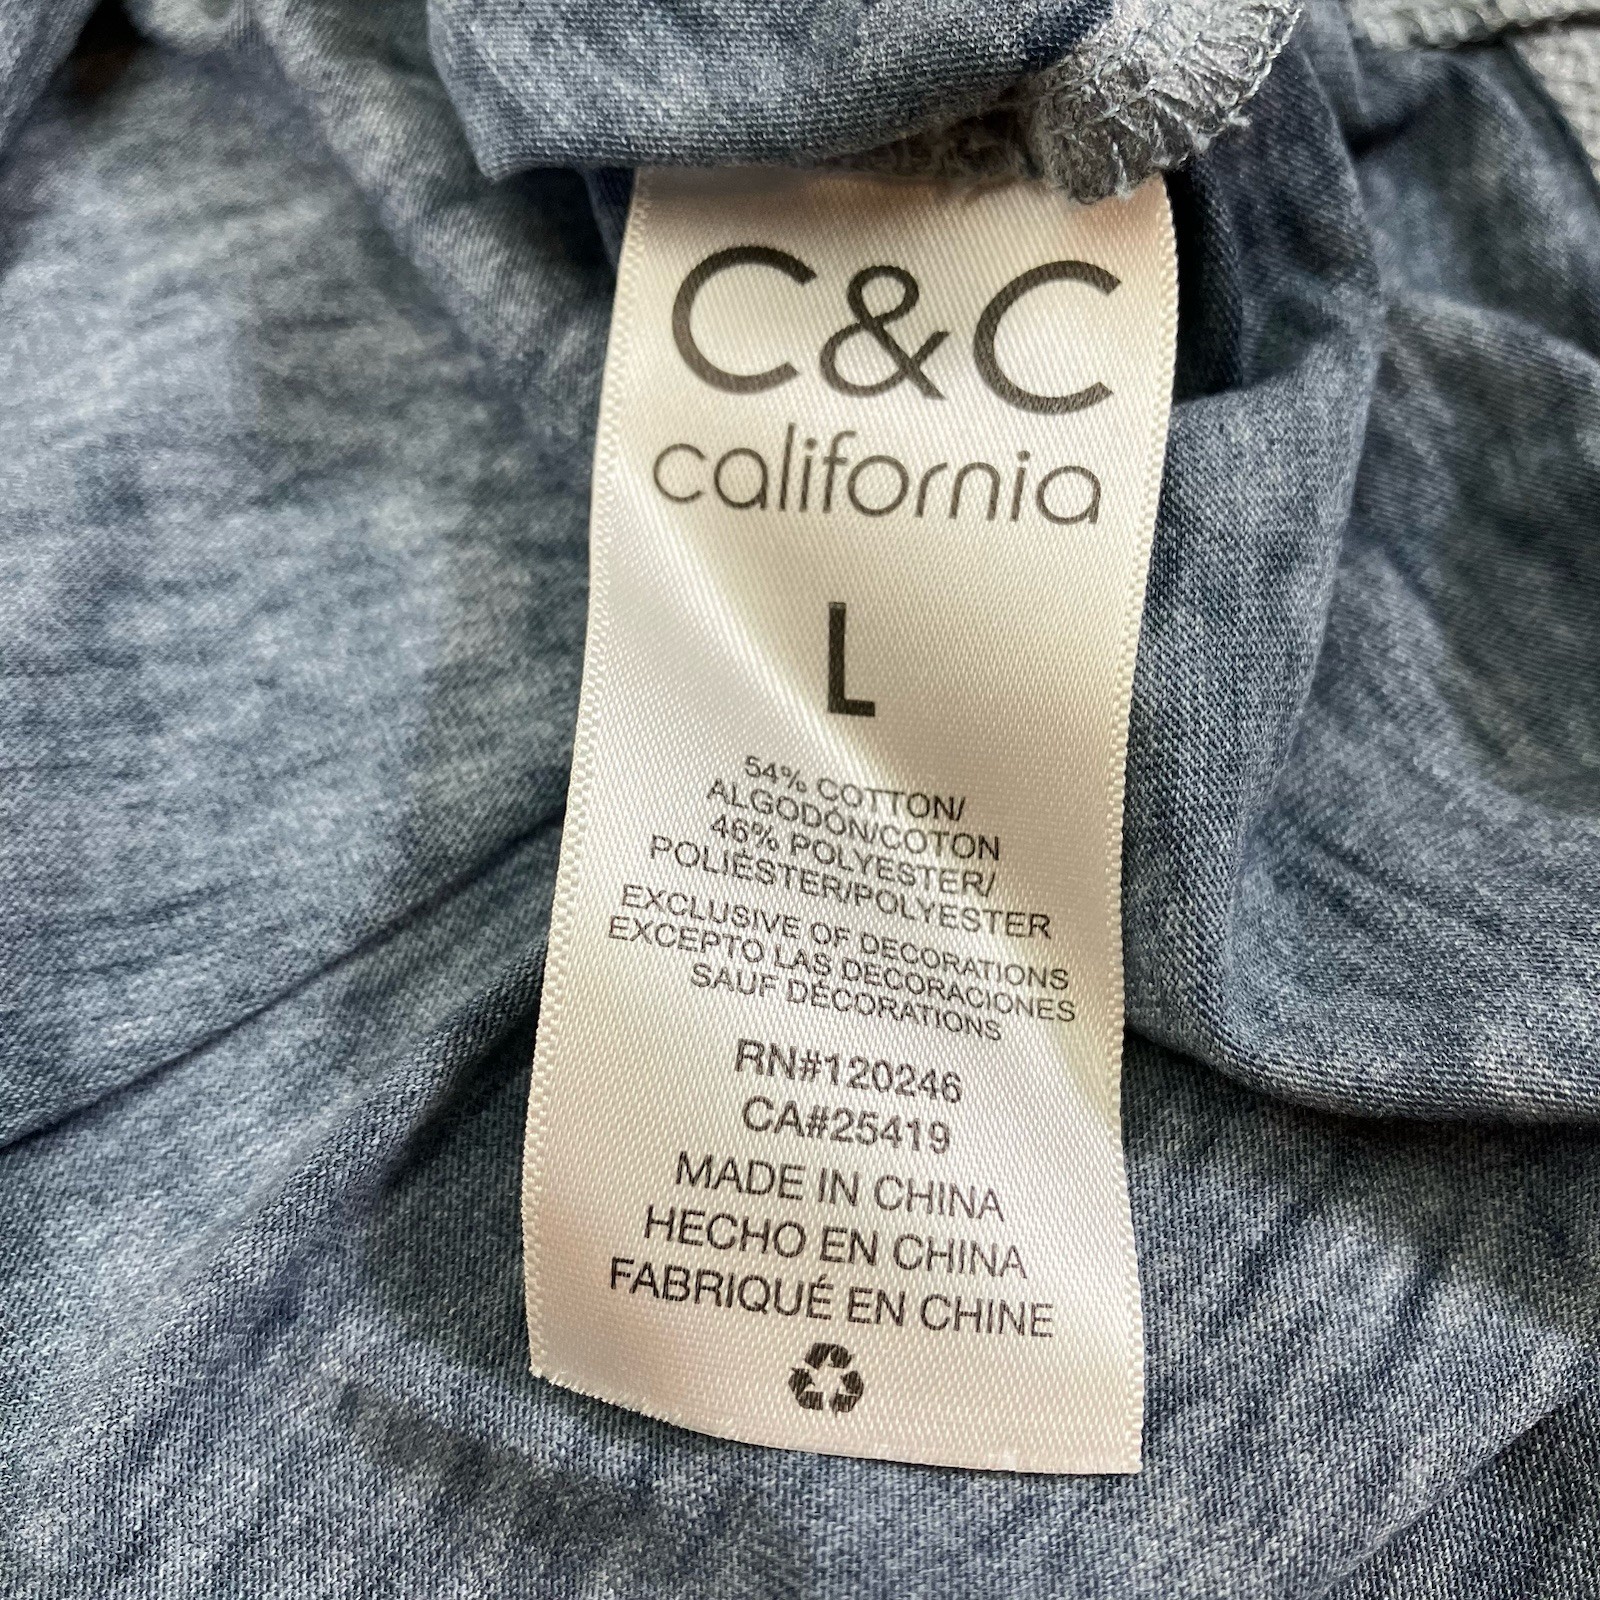 C&C
california
L
54% COTTON/
ALGODÓN/COTON
46% POLYESTER/
POLIÉSTER/POLYESTER
EXCLUSIVE OF DECORATIONS
EXCEPTO LAS DECORACIONES
SAUF DÉCORATIONS
RN#120246
CA#25419
MADE IN CHINA
HECHO EN CHINA
FABRIQUÉ EN CHINE